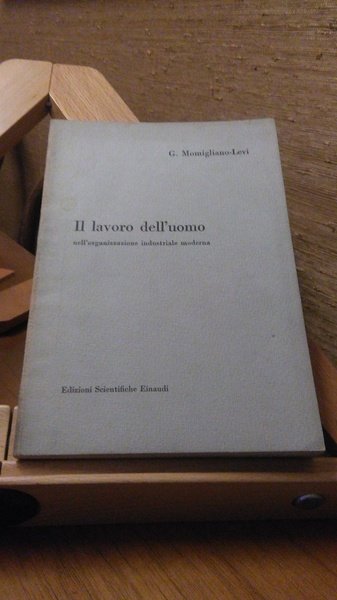 G. Momigliano-Levi
Il lavoro dell'uomo
nell'organizzazione industriale moderna
Edizioni Scientifiche Einaudi